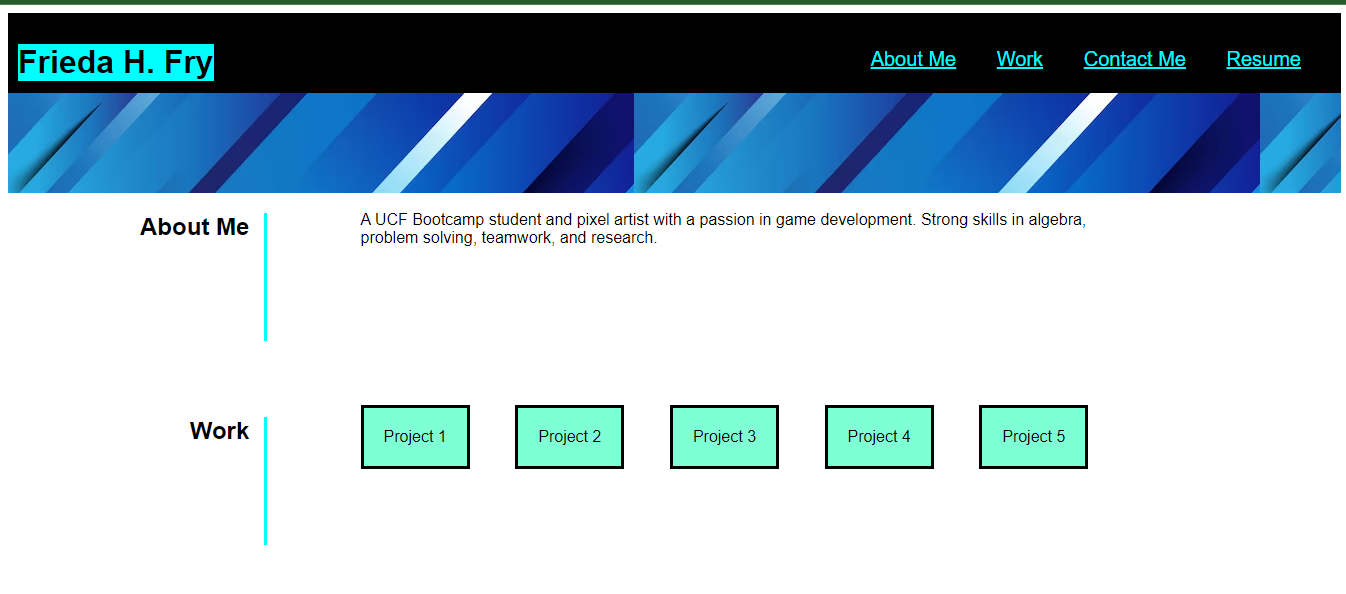 Frieda H. Fry
About Me Work Contact Me Resume
About Me
A UCF Bootcamp student and pixel artist with a passion in game development. Strong skills in algebra,
problem solving, teamwork, and research.
Work
Project 1 Project 2 Project 3 Project 4 Project 5